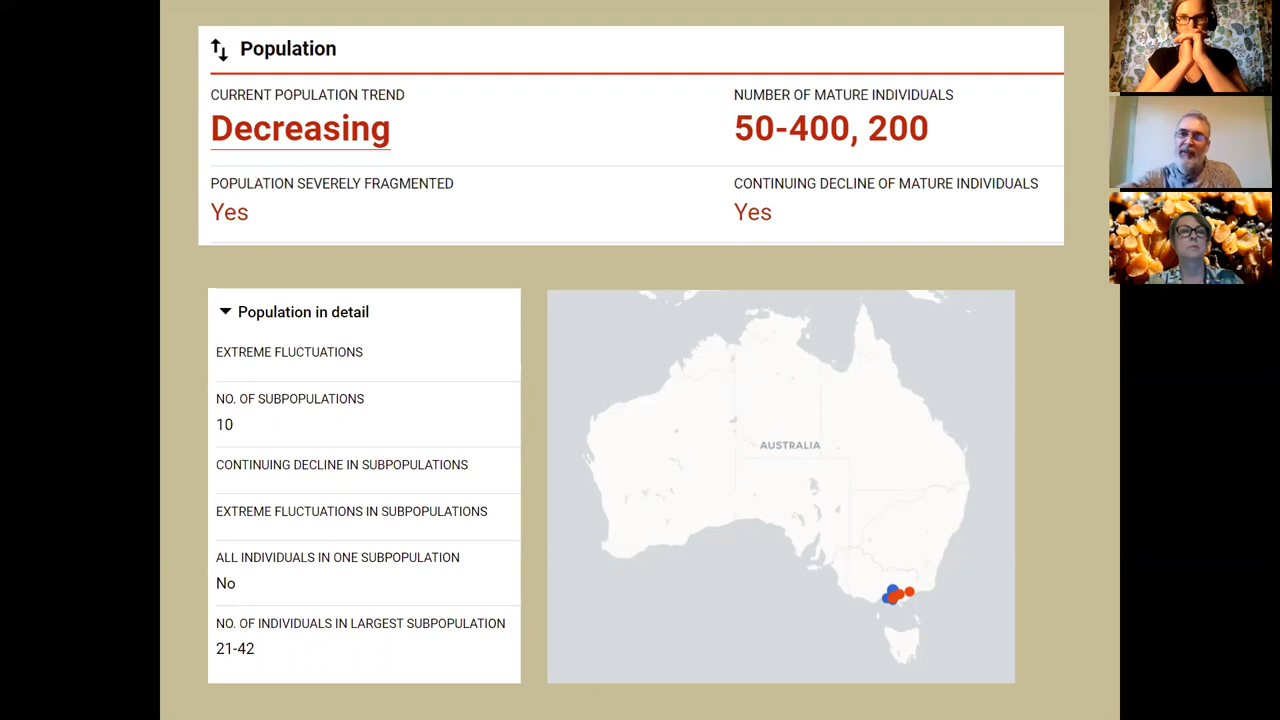 Population
CURRENT POPULATION TREND
Decreasing
NUMBER OF MATURE INDIVIDUALS
50-400, 200
POPULATION SEVERELY FRAGMENTED
Yes
CONTINUING DECLINE OF MATURE INDIVIDUALS
Yes
Population in detail
EXTREME FLUCTUATIONS
NO. OF SUBPOPULATIONS
10
CONTINUING DECLINE IN SUBPOPULATIONS
EXTREME FLUCTUATIONS IN SUBPOPULATIONS
ALL INDIVIDUALS IN ONE SUBPOPULATION
No
NO. OF INDIVIDUALS IN LARGEST SUBPOPULATION
21-42
AUSTRALIA